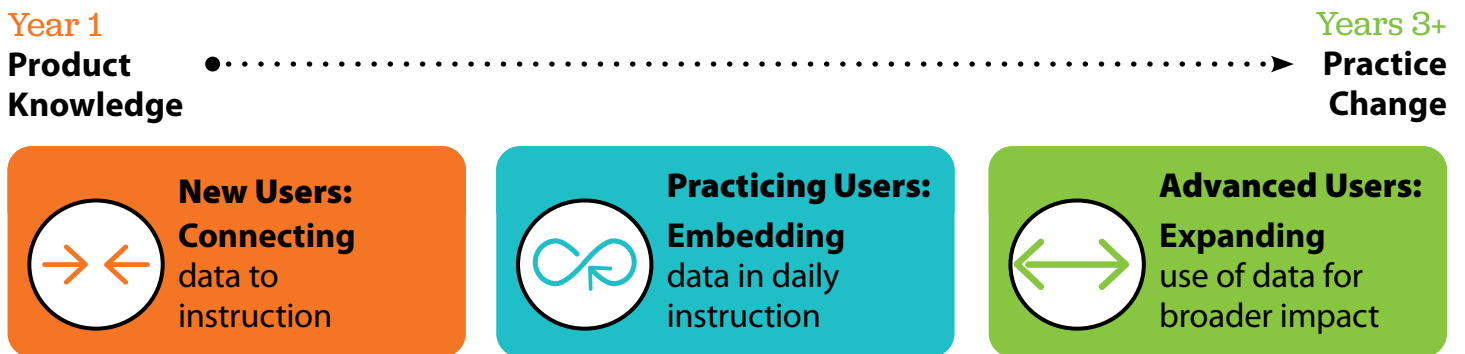 Year 1
Product
Knowledge
Years 3+
Practice
Change
New Users:
Connecting
data to
instruction
Practicing Users:
Embedding
data in daily
instruction
Advanced Users:
Expanding
use of data for
broader impact